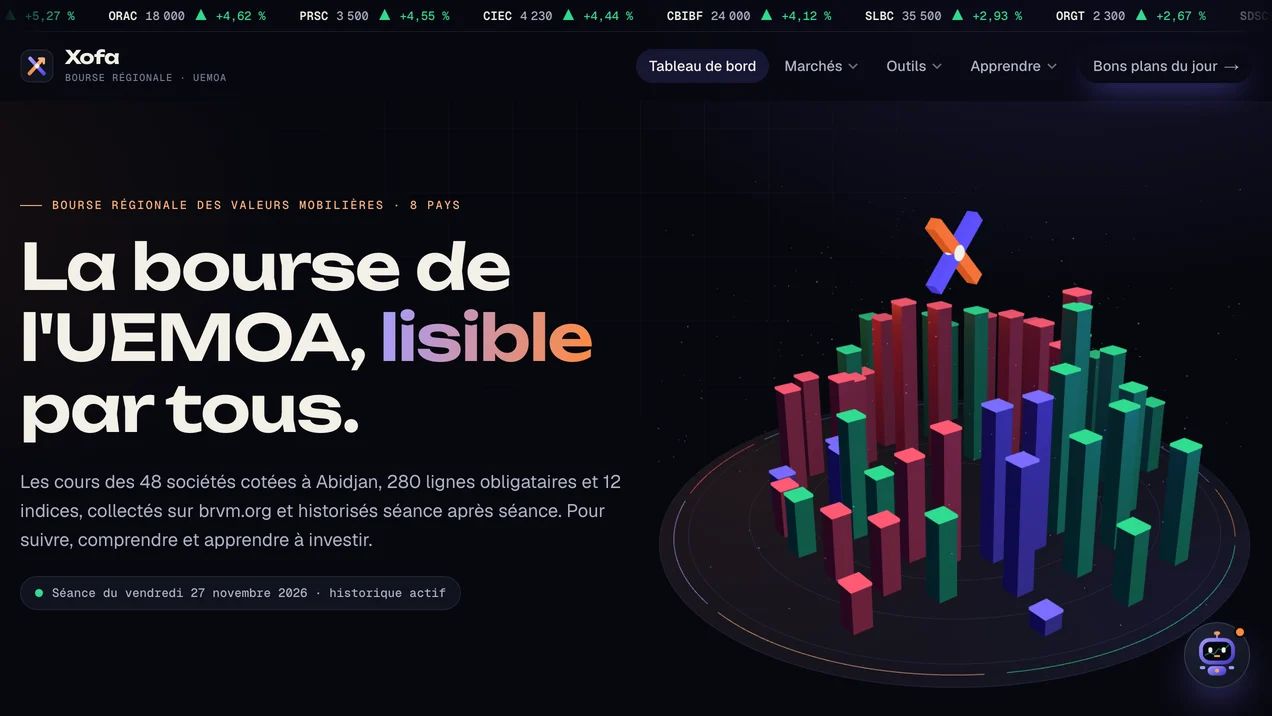 +5,27 % ORAC 18 000 ▲ +4,62 % PRSC 3 500 ▲ +4,55 % CIEC 4 230 ▲ +4,44 % CBIBF 24 000 ▲ +4,12 % SLBC 35 500 ▲ +2,93 % ORGT 2 300 ▲ +2,67 %
Xofa
BOURSE RÉGIONALE · UEMOA
Tableau de bord Marchés Outils Apprendre Bons plans du jour →
BOURSE RÉGIONALE DES VALEURS MOBILIÈRES · 8 PAYS
La bourse de
l'UEMOA, lisible
par tous.
Les cours des 48 sociétés cotées à Abidjan, 280 lignes obligataires et 12
indices, collectés sur brvm.org et historisés séance après séance. Pour
suivre, comprendre et apprendre à investir.
Séance du vendredi 27 novembre 2026 · historique actif